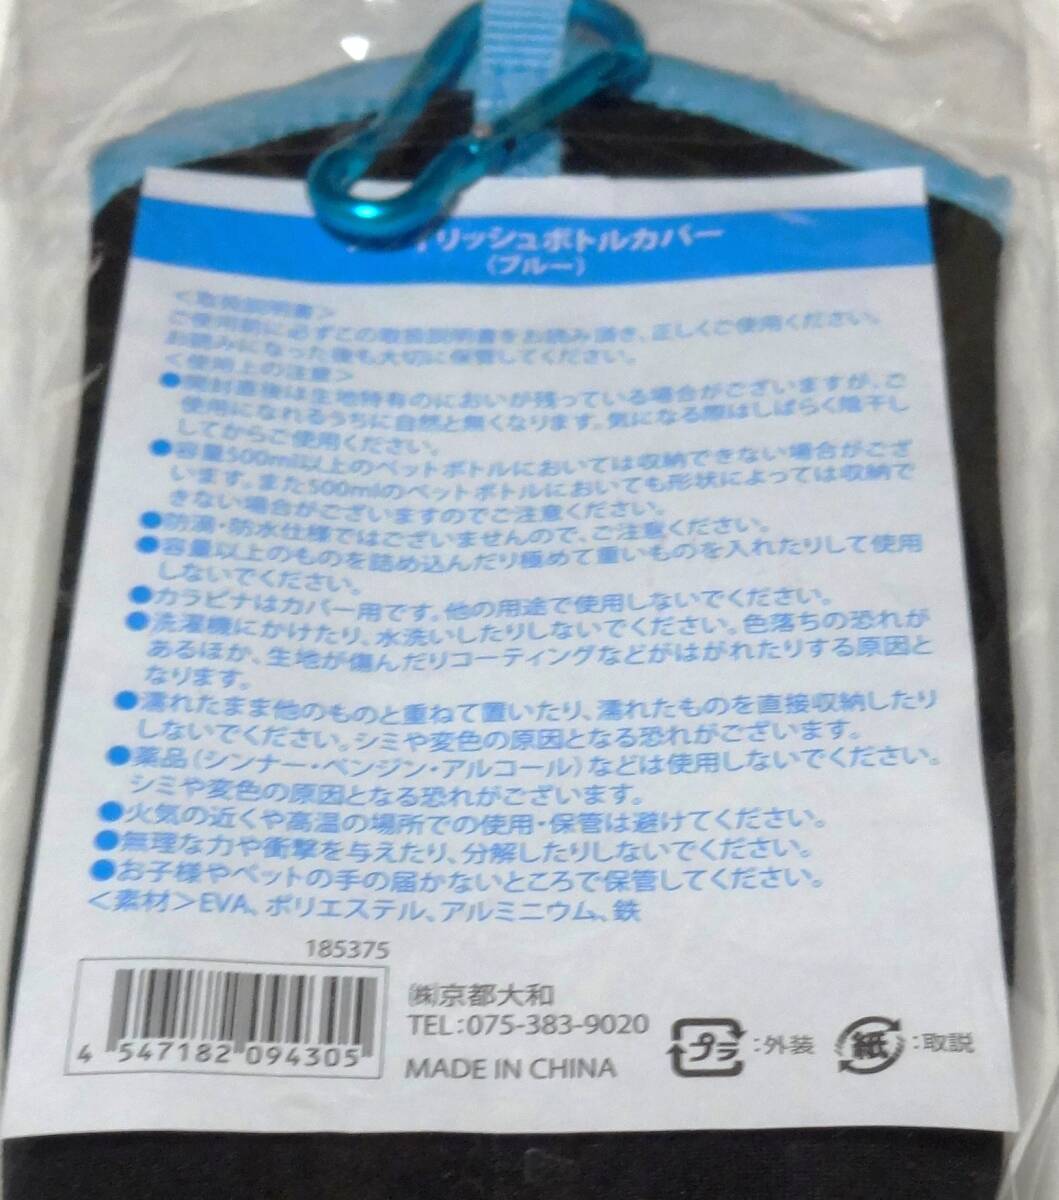 リッシュボトルカバー
(ブルー)
<取扱説明書>
ご使用前に必ずこの取扱説明書をお読み頂き、正しくご使用ください。
お読みになった後も大切に保管してください。
<使用上の注意>
●開封直後は生地特有のにおいが残っている場合がございますが、ご
使用になれるうちに自然と無くなります。気になる際はしばらく陰干し
してからご使用ください。
●容量500ml以上のペットボトルにおいては収納できない場合がござ
います。また500mlのペットボトルにおいても形状によっては収納で
きない場合がございますのでご注意ください。
●防滴・防水仕様ではございませんので、ご注意ください。
●容量以上のものを詰め込んだり極めて重いものを入れたりして使用
しないでください。
●カラビナはカバー用です。他の用途で使用しないでください。
●洗濯機にかけたり、水洗いしたりしないでください。色落ちの恐れが
あるほか、生地が傷んだりコーティングなどがはがれたりする原因と
なります。
●濡れたまま他のものと重ねて置いたり、濡れたものを直接収納したり
しないでください。シミや変色の原因となる恐れがございます。
●薬品(シンナー・ベンジン・アルコール)などは使用しないでください。
シミや変色の原因となる恐れがございます。
●火気の近くや高温の場所での使用・保管は避けてください。
●無理な力や衝撃を与えたり、分解したりしないでください。
●お子様やペットの手の届かないところで保管してください。
<素材>EVA、ポリエステル、アルミニウム、鉄
185375
4 547182 094305
㈱京都大和
TEL:075-383-9020
MADE IN CHINA
プラ:外装
紙:取説